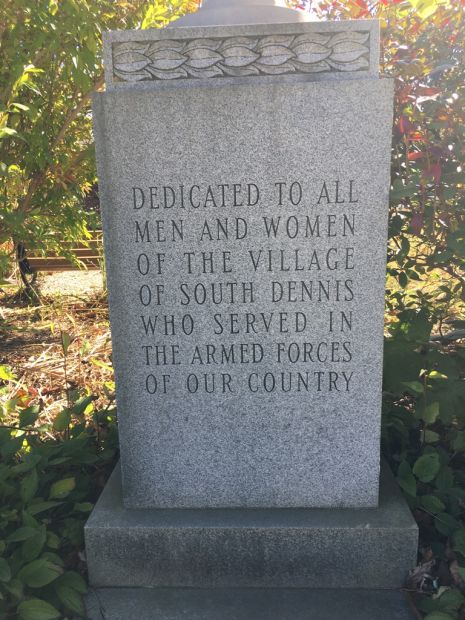 DEDICATED TO ALL
MEN AND WOMEN
OF THE VILLAGE
OF SOUTH DENNIS
WHO SERVED IN
THE ARMED FORCES
OF OUR COUNTRY